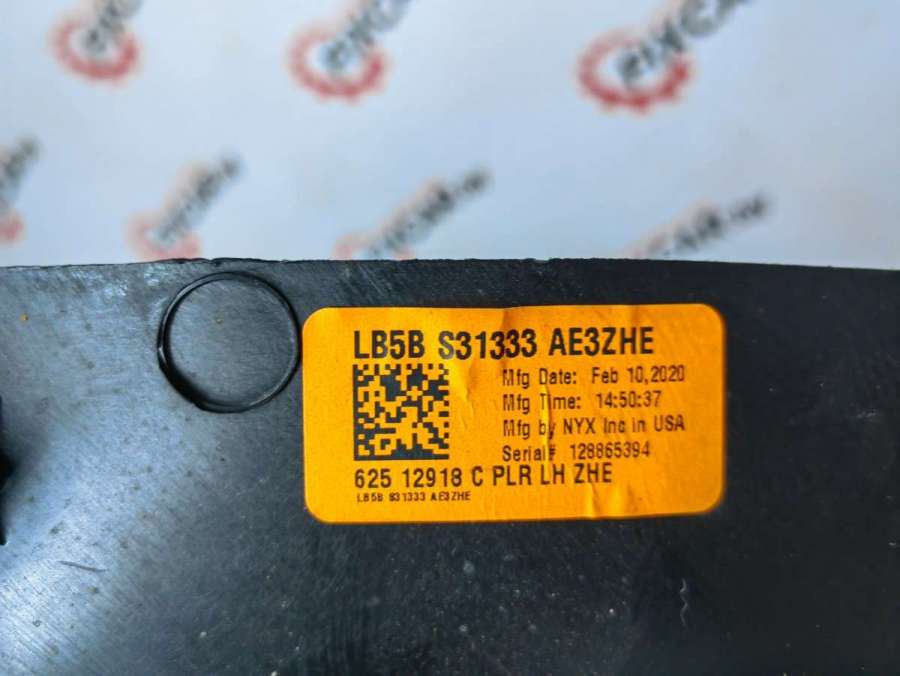 LB5B S31333 AE3ZHE
Mfg Date: Feb 10,2020
Mfg Time: 14:50:37
Mfg by NYX Inc in USA
Serial# 128865394
625 12918 C PLR LH ZHE
LB5B S31333 AE3ZHE